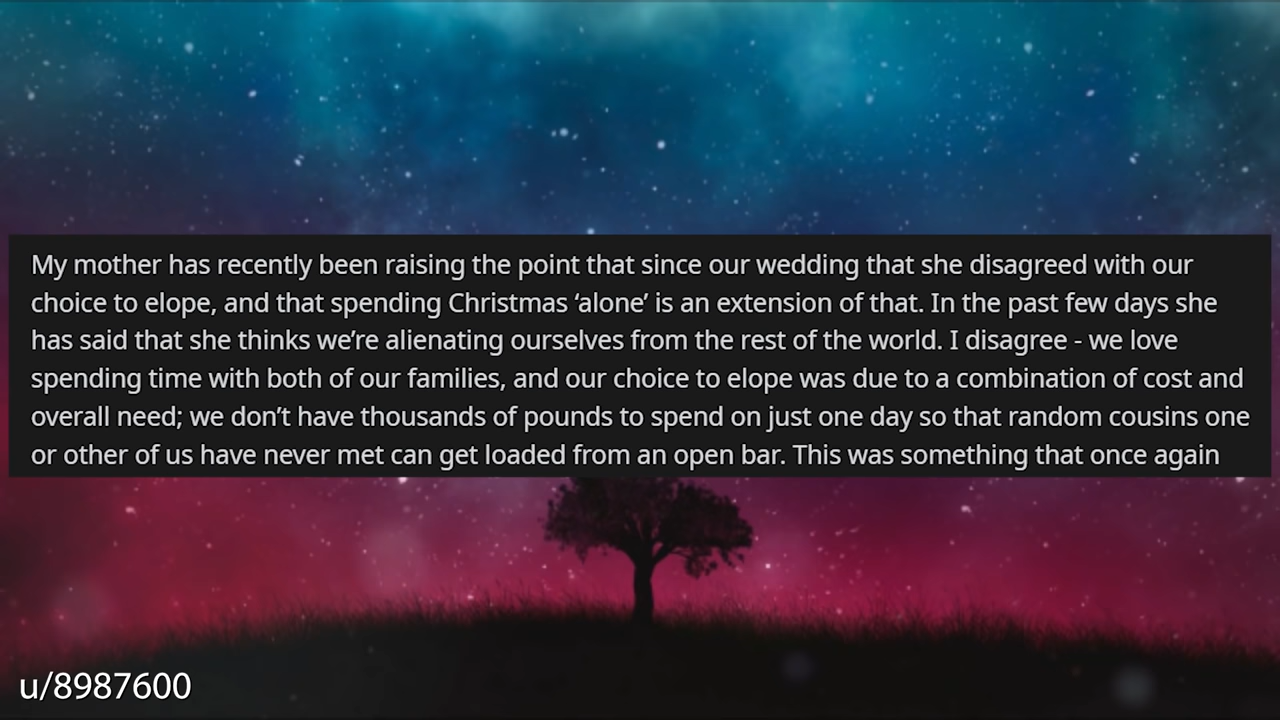 My mother has recently been raising the point that since our wedding that she disagreed with our
choice to elope, and that spending Christmas ‘alone’ is an extension of that. In the past few days she
has said that she thinks we’re alienating ourselves from the rest of the world. I disagree - we love
spending time with both of our families, and our choice to elope was due to a combination of cost and
overall need; we don’t have thousands of pounds to spend on just one day so that random cousins one
or other of us have never met can get loaded from an open bar. This was something that once again
u/8987600